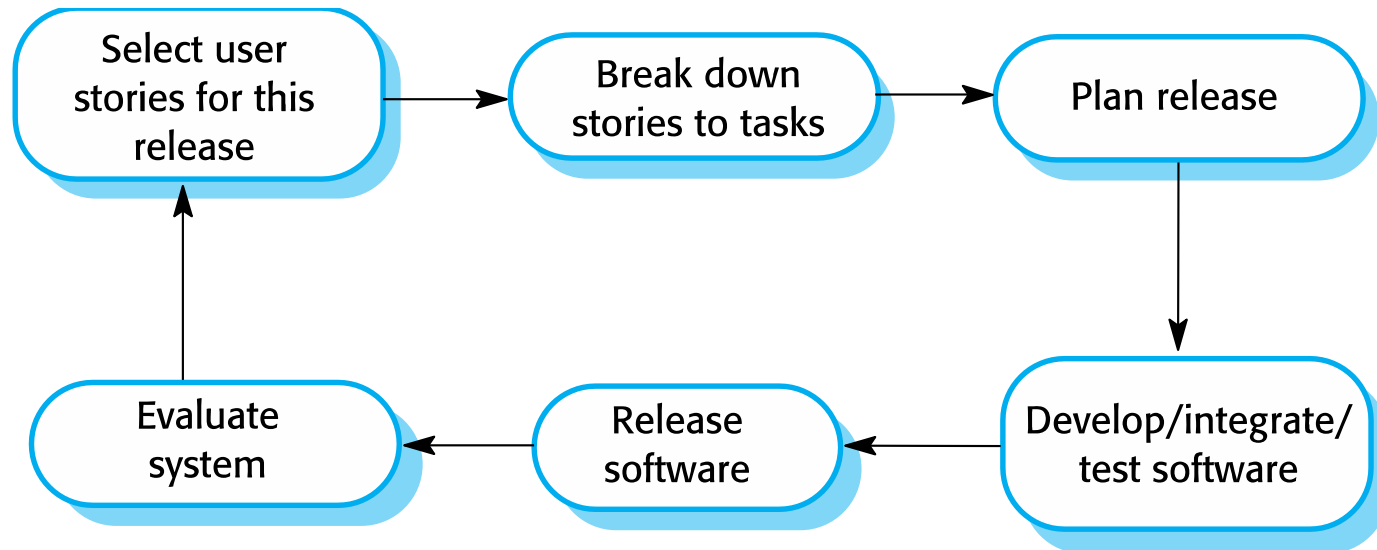 Select user
stories for this
release
Break down
stories to tasks
Plan release
Evaluate
system
Release
software
Develop/integrate/
test software